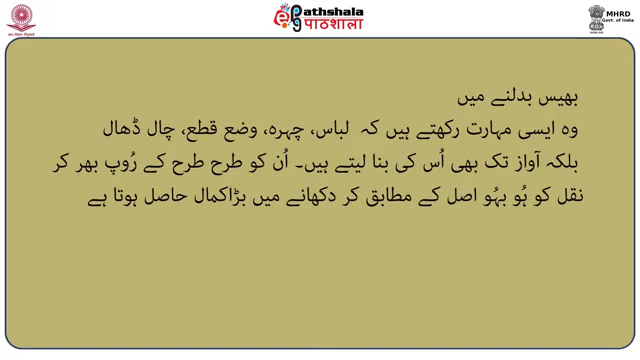 ePathshala
पाठशाला
MHRD
Govt. of India
بھیس بدلنے میں
وہ ایسی مہارت رکھتے ہیں کہ لباس، چہرہ، وضع قطع، چال ڈھال
بلکہ آواز تک بھی اُس کی بنا لیتے ہیں۔ اُن کو طرح طرح کے رُوپ بھر کر
نقل کو ہُو بہُو اصل کے مطابق کر دکھانے میں بڑاکمال حاصل ہوتا ہے